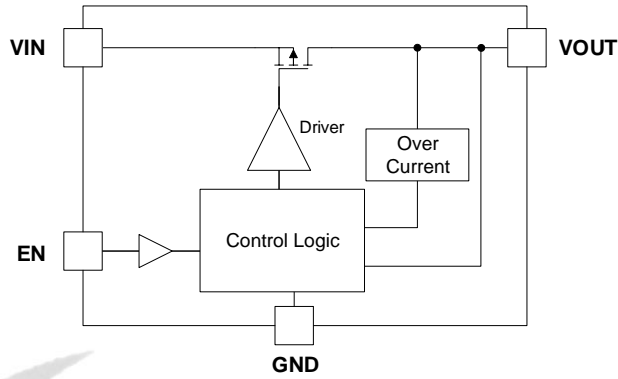 VIN
VOUT
Driver
Over
Current
Control Logic
EN
GND